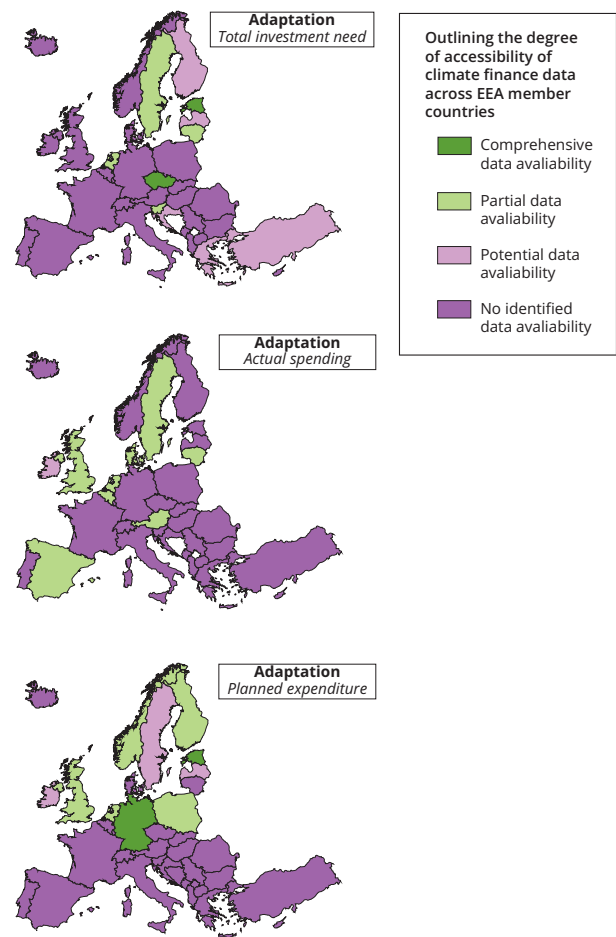 Adaptation
Total investment need
Outlining the degree
of accessibility of
climate finance data
across EEA member
countries
Comprehensive
data avaliability
Partial data
avaliability
Potential data
avaliability
No identified
data avaliability
Adaptation
Actual spending
Adaptation
Planned expenditure